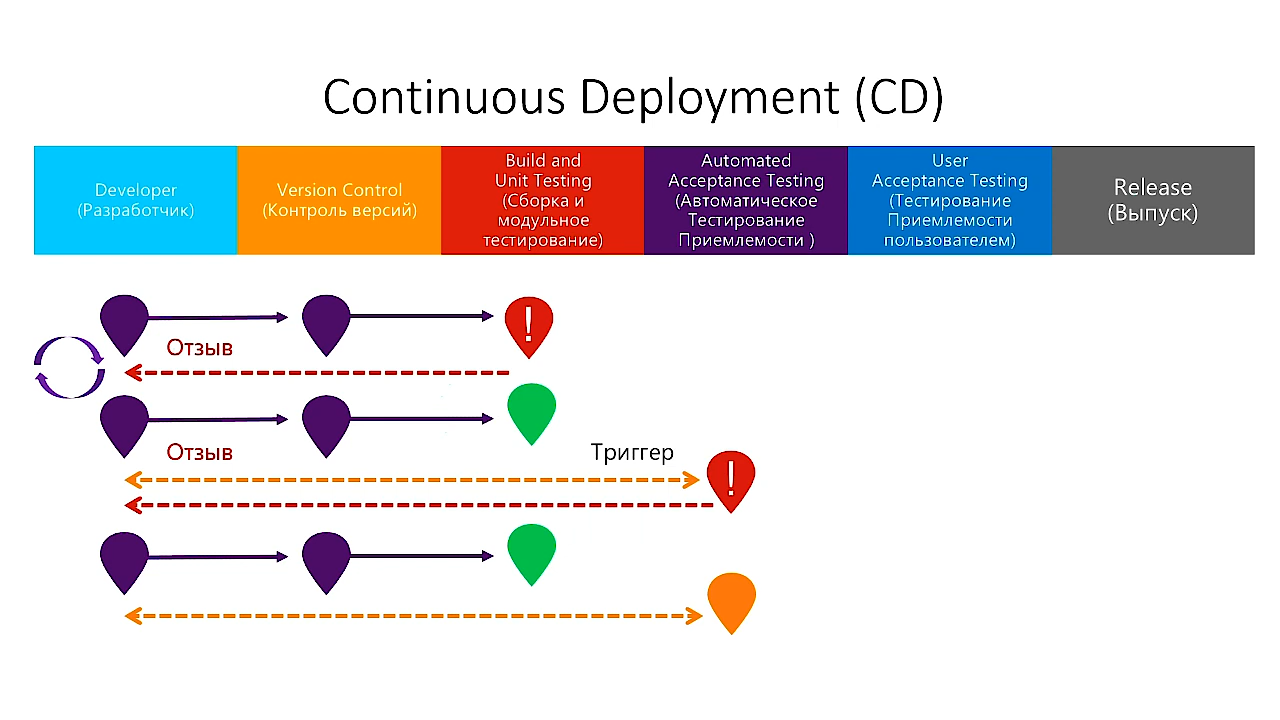 Continuous Deployment (CD)
Developer
(Разработчик)
Version Control
(Контроль версий)
Build and
Unit Testing
(Сборка и
модульное
тестирование)
Automated
Acceptance Testing
(Автоматическое
Тестирование
Приемлемости )
User
Acceptance Testing
(Тестирование
Приемлемости
пользователем)
Release
(Выпуск)
!
Отзыв
Отзыв
Триггер
!